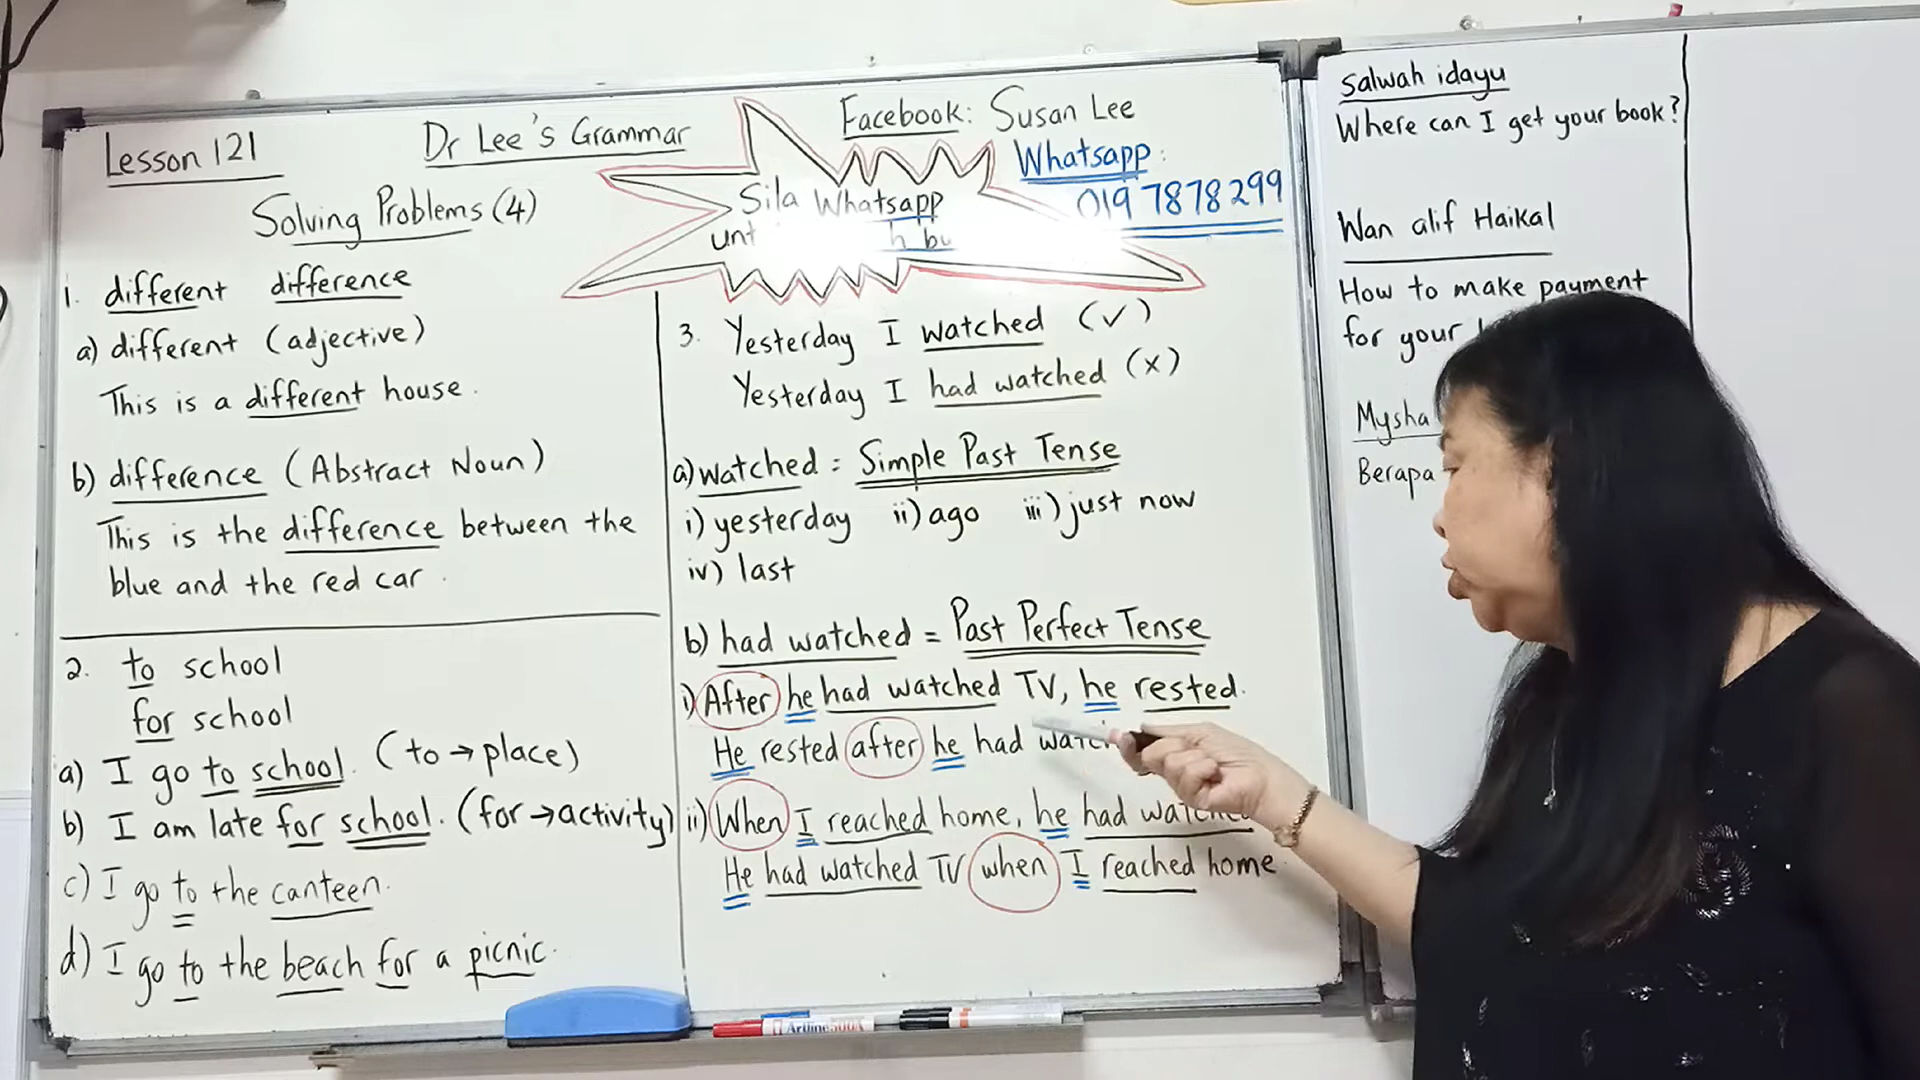 Lesson 121
Dr Lee's Grammar
Facebook: Susan Lee
Whatsapp:
019 7878299
Solving Problems (4)
Sila Whatsapp
1. different difference
a) different (adjective)
This is a different house.
b) difference (Abstract Noun)
This is the difference between the
blue and the red car.
2. to school
for school
a) I go to school. (to → place)
b) I am late for school. (for → activity)
c) I go to the canteen.
d) I go to the beach for a picnic.
3. Yesterday I watched (✓)
Yesterday I had watched (x)
a) watched = Simple Past Tense
i) yesterday ii) ago iii) just now
iv) last
b) had watched = Past Perfect Tense
i) After he had watched TV, he rested.
He rested after he had
ii) When I reached home, he had watched
He had watched TV when I reached home
Salwah idayu
Where can I get your book?
Wan alif Haikal
How to make payment
for your
Mysha
Berapa
Artline 500A